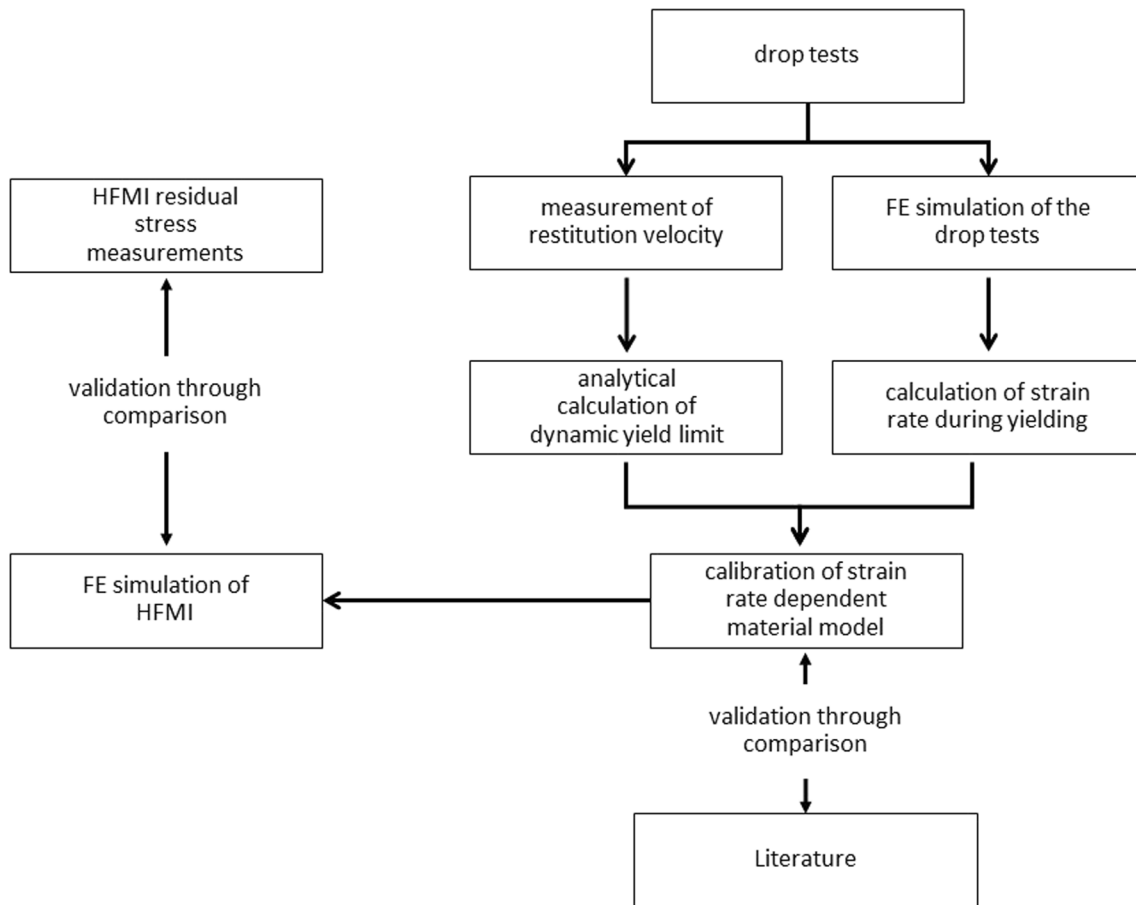 drop tests
HFMI residual
stress
measurements
measurement of
restitution velocity
FE simulation of the
drop tests
validation through
comparison
analytical
calculation of
dynamic yield limit
calculation of strain
rate during yielding
FE simulation of
HFMI
calibration of strain
rate dependent
material model
validation through
comparison
Literature